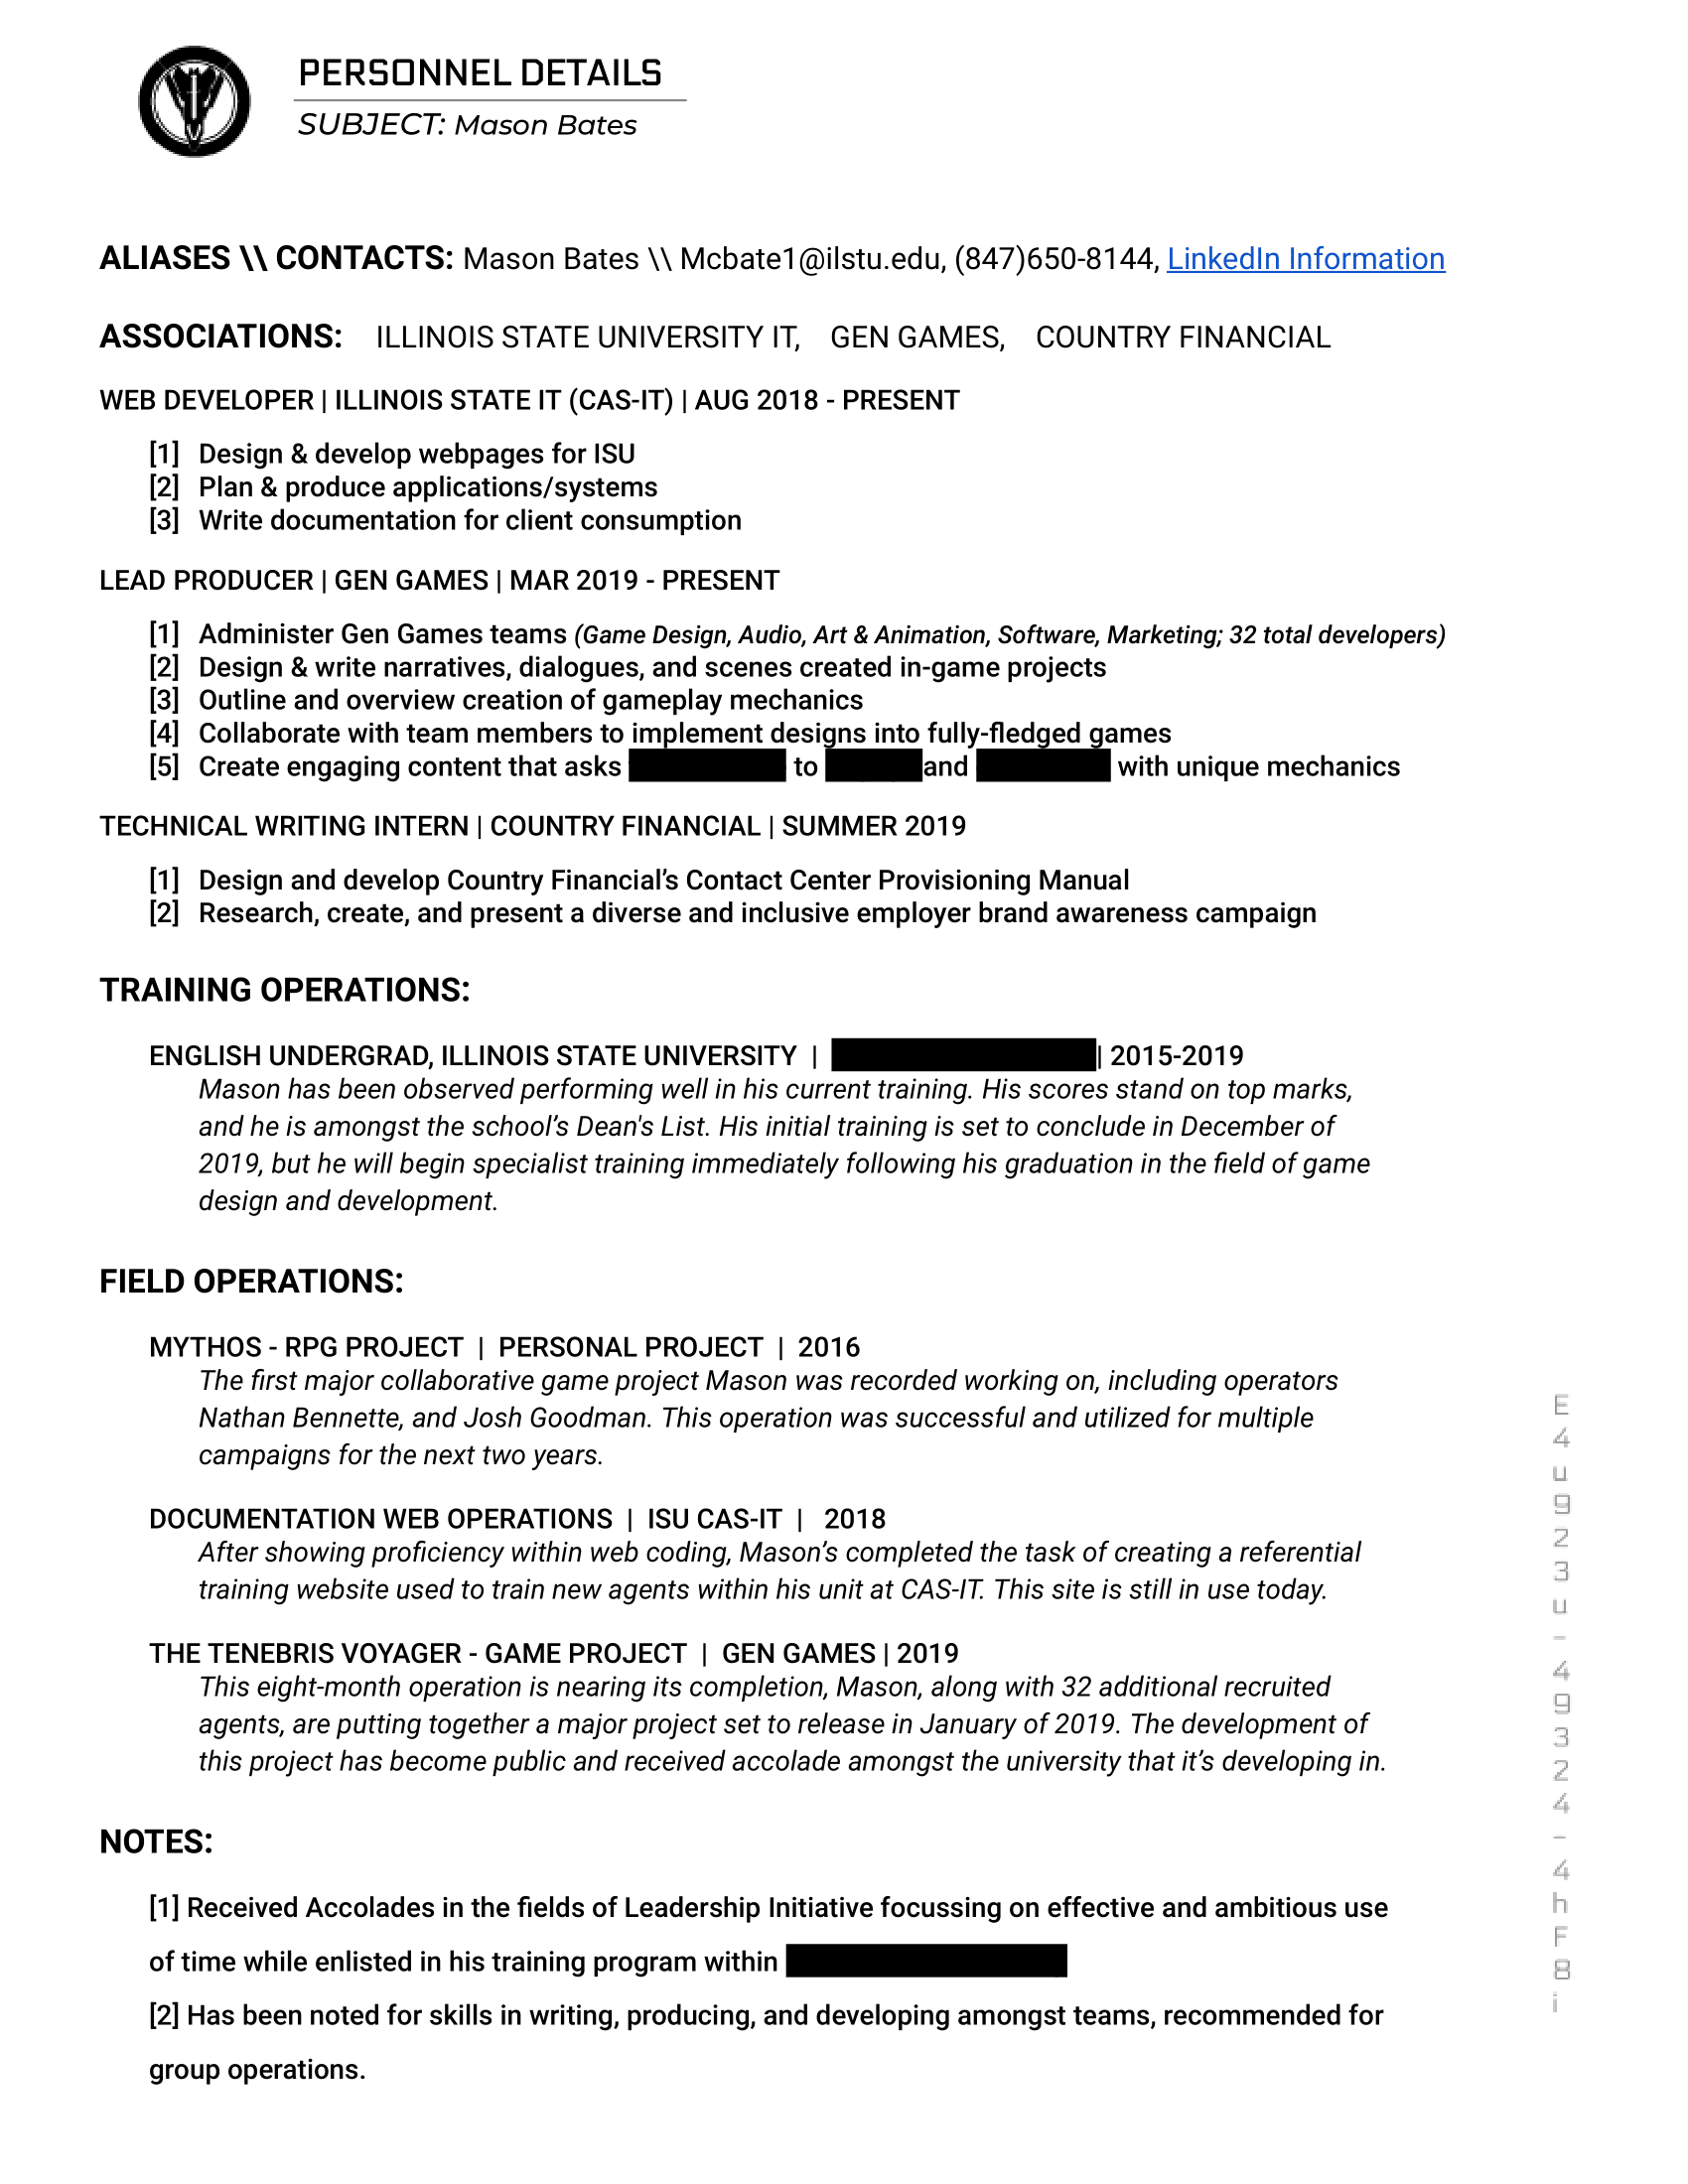 PERSONNEL DETAILS
SUBJECT: Mason Bates
ALIASES \\ CONTACTS: Mason Bates \\ Mcbate1@ilstu.edu, (847)650-8144, LinkedIn Information
ASSOCIATIONS: ILLINOIS STATE UNIVERSITY IT, GEN GAMES, COUNTRY FINANCIAL
WEB DEVELOPER | ILLINOIS STATE IT (CAS-IT) | AUG 2018 - PRESENT
[1] Design & develop webpages for ISU
[2] Plan & produce applications/systems
[3] Write documentation for client consumption
LEAD PRODUCER | GEN GAMES | MAR 2019 - PRESENT
[1] Administer Gen Games teams (Game Design, Audio, Art & Animation, Software, Marketing; 32 total developers)
[2] Design & write narratives, dialogues, and scenes created in-game projects
[3] Outline and overview creation of gameplay mechanics
[4] Collaborate with team members to implement designs into fully-fledged games
[5] Create engaging content that asks to and with unique mechanics
TECHNICAL WRITING INTERN | COUNTRY FINANCIAL | SUMMER 2019
[1] Design and develop Country Financial’s Contact Center Provisioning Manual
[2] Research, create, and present a diverse and inclusive employer brand awareness campaign
TRAINING OPERATIONS:
ENGLISH UNDERGRAD, ILLINOIS STATE UNIVERSITY | | 2015-2019
Mason has been observed performing well in his current training. His scores stand on top marks,
and he is amongst the school’s Dean's List. His initial training is set to conclude in December of
2019, but he will begin specialist training immediately following his graduation in the field of game
design and development.
FIELD OPERATIONS:
MYTHOS - RPG PROJECT | PERSONAL PROJECT | 2016
The first major collaborative game project Mason was recorded working on, including operators
Nathan Bennette, and Josh Goodman. This operation was successful and utilized for multiple
campaigns for the next two years.
DOCUMENTATION WEB OPERATIONS | ISU CAS-IT | 2018
After showing proficiency within web coding, Mason’s completed the task of creating a referential
training website used to train new agents within his unit at CAS-IT. This site is still in use today.
THE TENEBRIS VOYAGER - GAME PROJECT | GEN GAMES | 2019
This eight-month operation is nearing its completion, Mason, along with 32 additional recruited
agents, are putting together a major project set to release in January of 2019. The development of
this project has become public and received accolade amongst the university that it’s developing in.
NOTES:
[1] Received Accolades in the fields of Leadership Initiative focussing on effective and ambitious use
of time while enlisted in his training program within
[2] Has been noted for skills in writing, producing, and developing amongst teams, recommended for
group operations.
E4u923u-49324-4hF8i